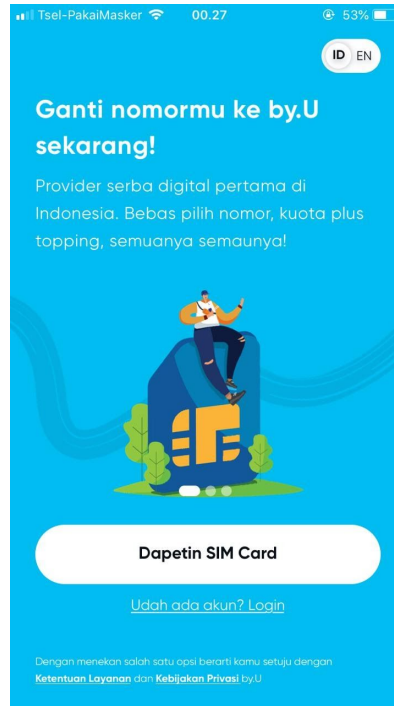 Tsel-PakaiMasker 00.27 53%
ID EN
Ganti nomormu ke by.U
sekarang!
Provider serba digital pertama di
Indonesia. Bebas pilih nomor, kuota plus
topping, semuanya semaunya!
Dapetin SIM Card
Udah ada akun? Login
Dengan menekan salah satu opsi berarti kamu setuju dengan
Ketentuan Layanan dan Kebijakan Privasi by.U